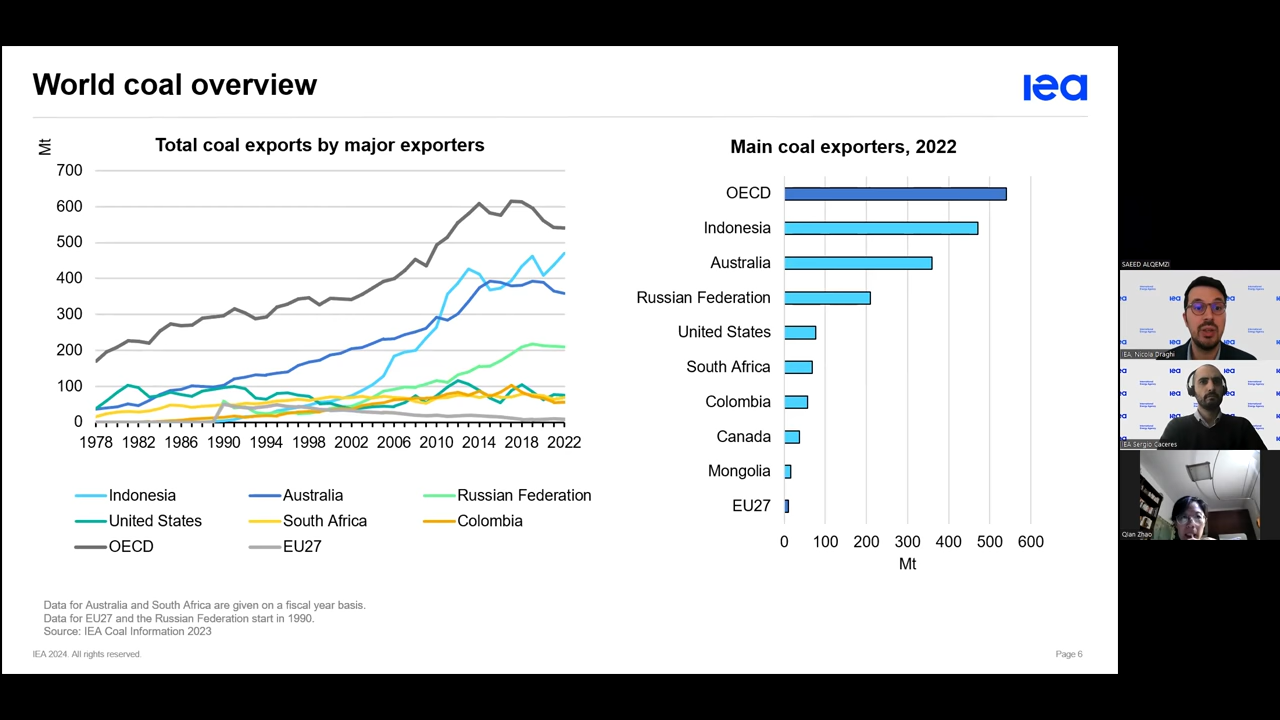 World coal overview
iea
Mt
Total coal exports by major exporters
700
600
500
400
300
200
100
0
1978 1982 1986 1990 1994 1998 2002 2006 2010 2014 2018 2022
Indonesia Australia Russian Federation
United States South Africa Colombia
OECD EU27
Main coal exporters, 2022
OECD
Indonesia
Australia
Russian Federation
United States
South Africa
Colombia
Canada
Mongolia
EU27
0 100 200 300 400 500 600
Mt
Data for Australia and South Africa are given on a fiscal year basis.
Data for EU27 and the Russian Federation start in 1990.
Source: IEA Coal Information 2023
IEA 2024. All rights reserved.
Page 6
SAEED ALQEMZI
IEA, Nicola Draghi
IEA Sergio Caceres
Qian Zhao